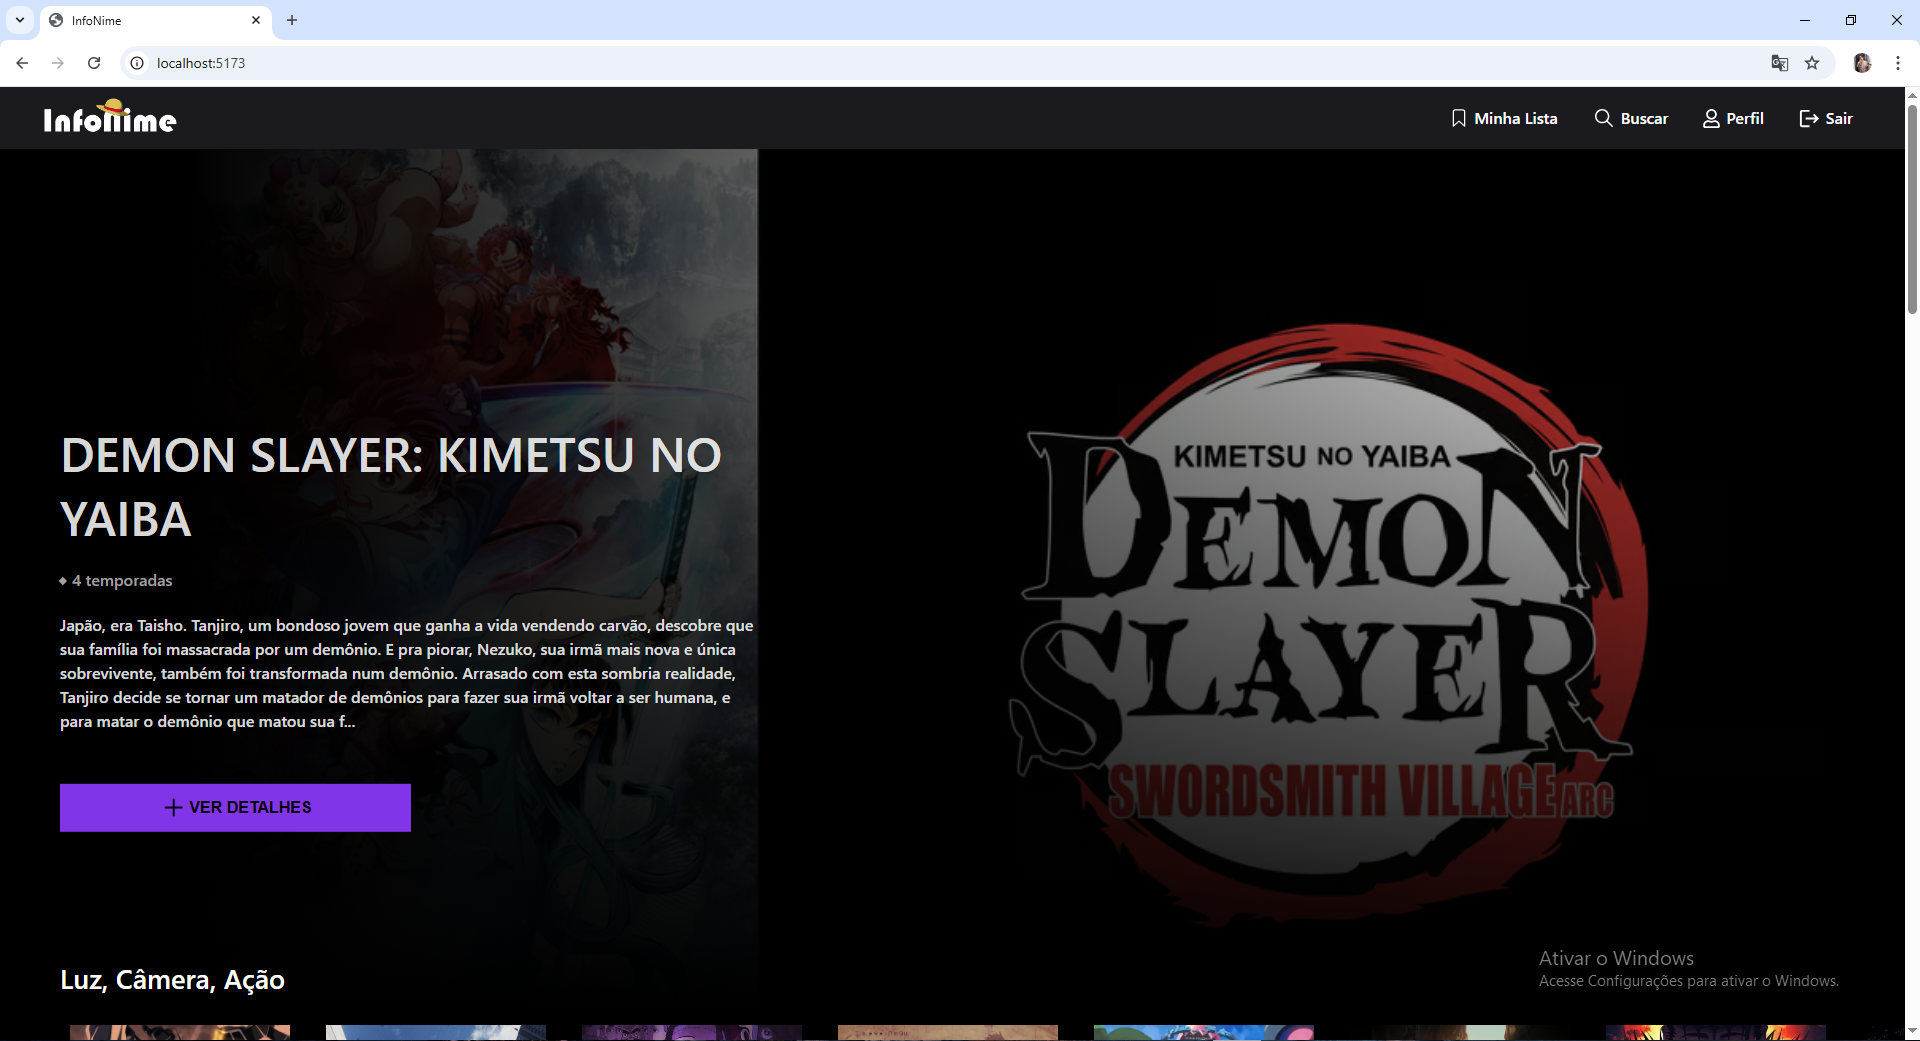 InfoNime
localhost:5173
InfoNime
Minha Lista
Buscar
Perfil
Sair
DEMON SLAYER: KIMETSU NO
YAIBA
4 temporadas
Japão, era Taisho. Tanjiro, um bondoso jovem que ganha a vida vendendo carvão, descobre que
sua família foi massacrada por um demônio. E pra piorar, Nezuko, sua irmã mais nova e única
sobrevivente, também foi transformada num demônio. Arrasado com esta sombria realidade,
Tanjiro decide se tornar um matador de demônios para fazer sua irmã voltar a ser humana, e
para matar o demônio que matou sua f...
VER DETALHES
KIMETSU NO YAIBA
DEMON
SLAYER
SWORDSMITH VILLAGE ARC
Luz, Câmera, Ação
Ativar o Windows
Acesse Configurações para ativar o Windows.